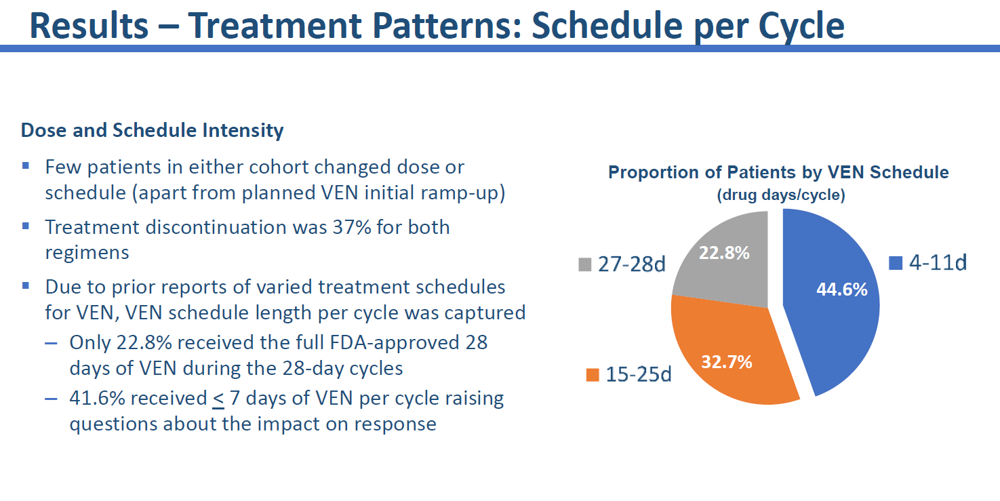 Results – Treatment Patterns: Schedule per Cycle
Dose and Schedule Intensity
▪ Few patients in either cohort changed dose or
schedule (apart from planned VEN initial ramp-up)
▪ Treatment discontinuation was 37% for both
regimens
▪ Due to prior reports of varied treatment schedules
for VEN, VEN schedule length per cycle was captured
– Only 22.8% received the full FDA-approved 28
days of VEN during the 28-day cycles
– 41.6% received < 7 days of VEN per cycle raising
questions about the impact on response
Proportion of Patients by VEN Schedule
(drug days/cycle)
22.8%
27-28d
4-11d
44.6%
32.7%
15-25d